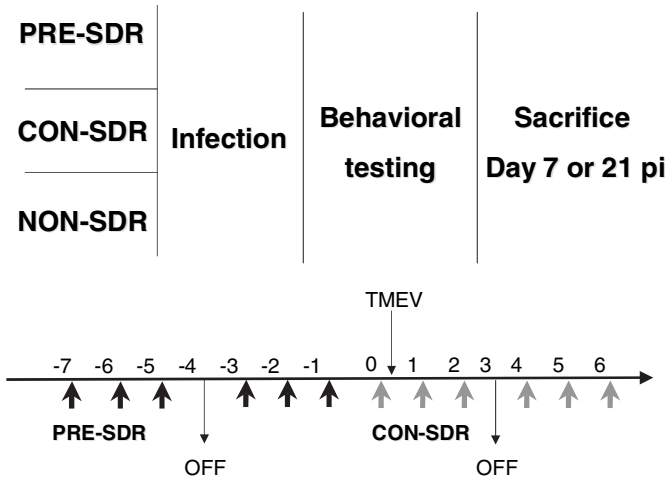 PRE-SDR
CON-SDR
NON-SDR
Infection
Behavioral
testing
Sacrifice
Day 7 or 21 pi
TMEV
-7 -6 -5 -4 -3 -2 -1 0 1 2 3 4 5 6
PRE-SDR CON-SDR
OFF OFF